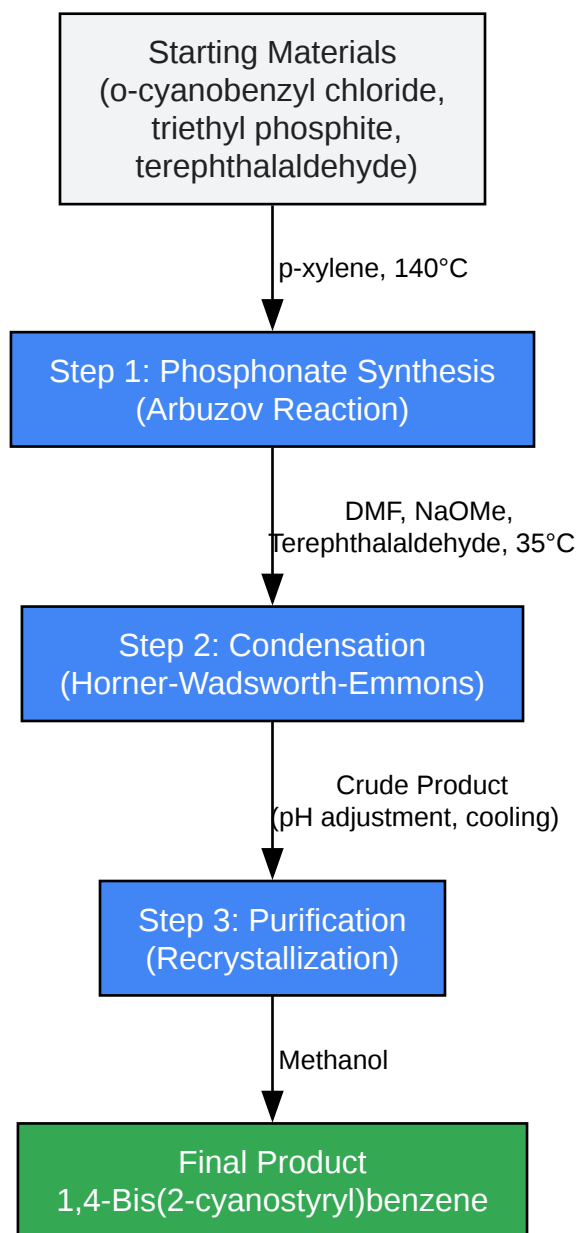 Starting Materials
(o-cyanobenzyl chloride,
triethyl phosphite,
terephthalaldehyde)
p-xylene, 140°C
Step 1: Phosphonate Synthesis
(Arbuzov Reaction)
DMF, NaOMe,
Terephthalaldehyde, 35°C
Step 2: Condensation
(Horner-Wadsworth-Emmons)
Crude Product
(pH adjustment, cooling)
Step 3: Purification
(Recrystallization)
Methanol
Final Product
1,4-Bis(2-cyanostyryl)benzene